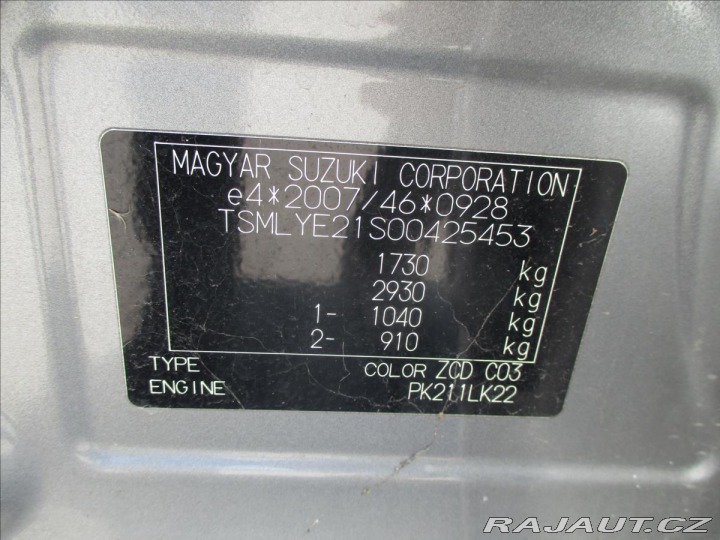 MAGYAR SUZUKI CORPORATION
e4*2007/46*0928
TSMLYE21S00425453
1730 kg
2930 kg
1- 1040 kg
2- 910 kg
TYPE COLOR ZCD C03
ENGINE PK211LK22
RAJAUT.CZ